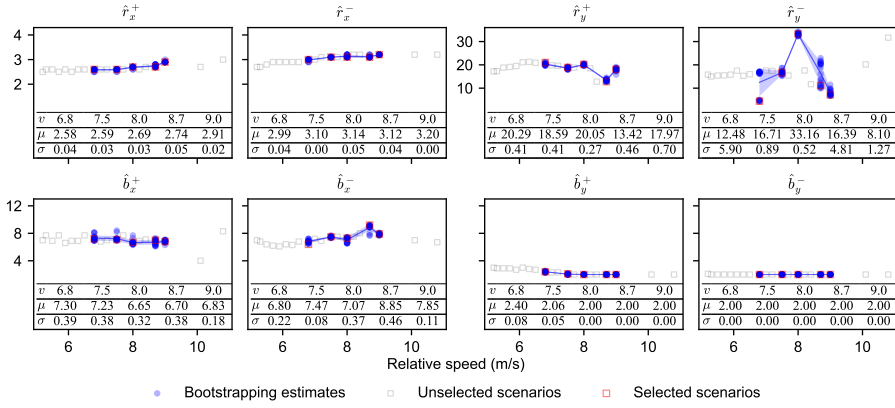 r̂ₓ⁺ r̂ₓ⁻ r̂ᵧ⁺ r̂ᵧ⁻
4 4 30
3 3 20
2 2 10
v 6.8 7.5 8.0 8.7 9.0 v 6.8 7.5 8.0 8.7 9.0 v 6.8 7.5 8.0 8.7 9.0 v 6.8 7.5 8.0 8.7 9.0
μ 2.58 2.59 2.69 2.74 2.91 μ 2.99 3.10 3.14 3.12 3.20 μ 20.29 18.59 20.05 13.42 17.97 μ 12.48 16.71 33.16 16.39 8.10
σ 0.04 0.03 0.03 0.05 0.02 σ 0.04 0.00 0.05 0.04 0.00 σ 0.41 0.41 0.27 0.46 0.70 σ 5.90 0.89 0.52 4.81 1.27
b̂ₓ⁺ b̂ₓ⁻ b̂ᵧ⁺ b̂ᵧ⁻
12
8
4
v 6.8 7.5 8.0 8.7 9.0 v 6.8 7.5 8.0 8.7 9.0 v 6.8 7.5 8.0 8.7 9.0 v 6.8 7.5 8.0 8.7 9.0
μ 7.30 7.23 6.65 6.70 6.83 μ 6.80 7.47 7.07 8.85 7.85 μ 2.40 2.06 2.00 2.00 2.00 μ 2.00 2.00 2.00 2.00 2.00
σ 0.39 0.38 0.32 0.38 0.18 σ 0.22 0.08 0.37 0.46 0.11 σ 0.08 0.05 0.00 0.00 0.00 σ 0.00 0.00 0.00 0.00 0.00
6 8 10 6 8 10 6 8 10 6 8 10
Relative speed (m/s)
Bootstrapping estimates Unselected scenarios Selected scenarios